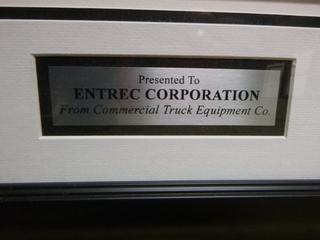 Presented To
ENTREC CORPORATION
From Commercial Truck Equipment Co.